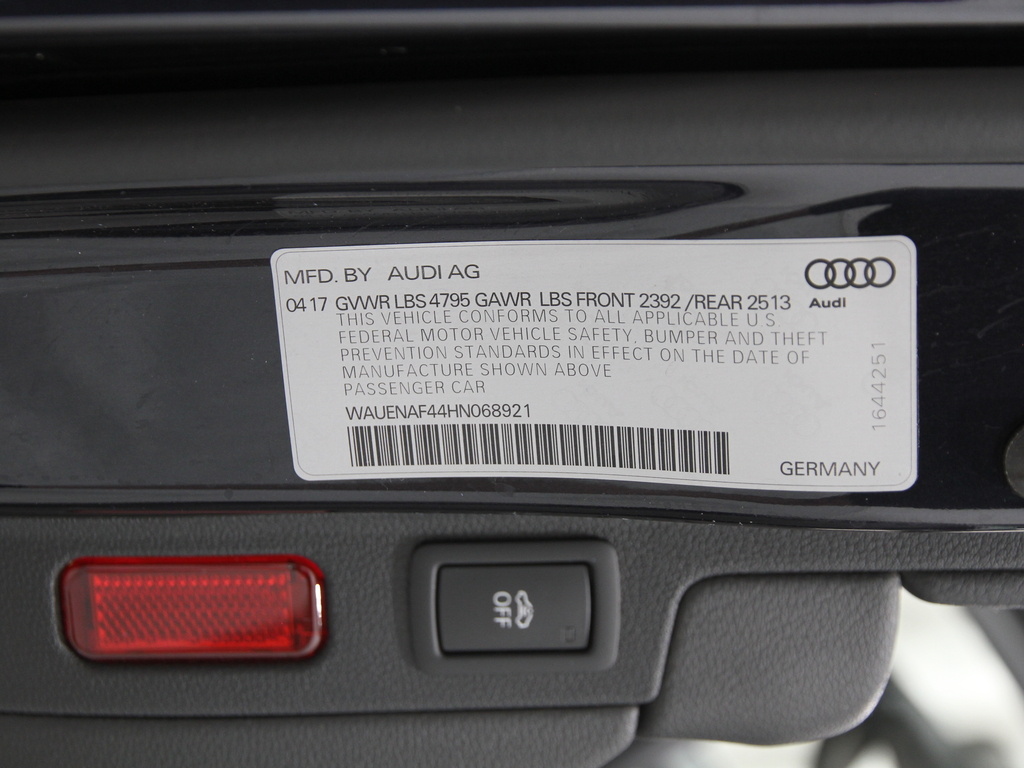 MFD. BY AUDI AG
Audi
04 17 GVWR LBS 4795 GAWR LBS FRONT 2392 /REAR 2513
THIS VEHICLE CONFORMS TO ALL APPLICABLE U.S.
FEDERAL MOTOR VEHICLE SAFETY, BUMPER AND THEFT
PREVENTION STANDARDS IN EFFECT ON THE DATE OF
MANUFACTURE SHOWN ABOVE
PASSENGER CAR
WAUENAF44HN068921
GERMANY
1644251
OFF